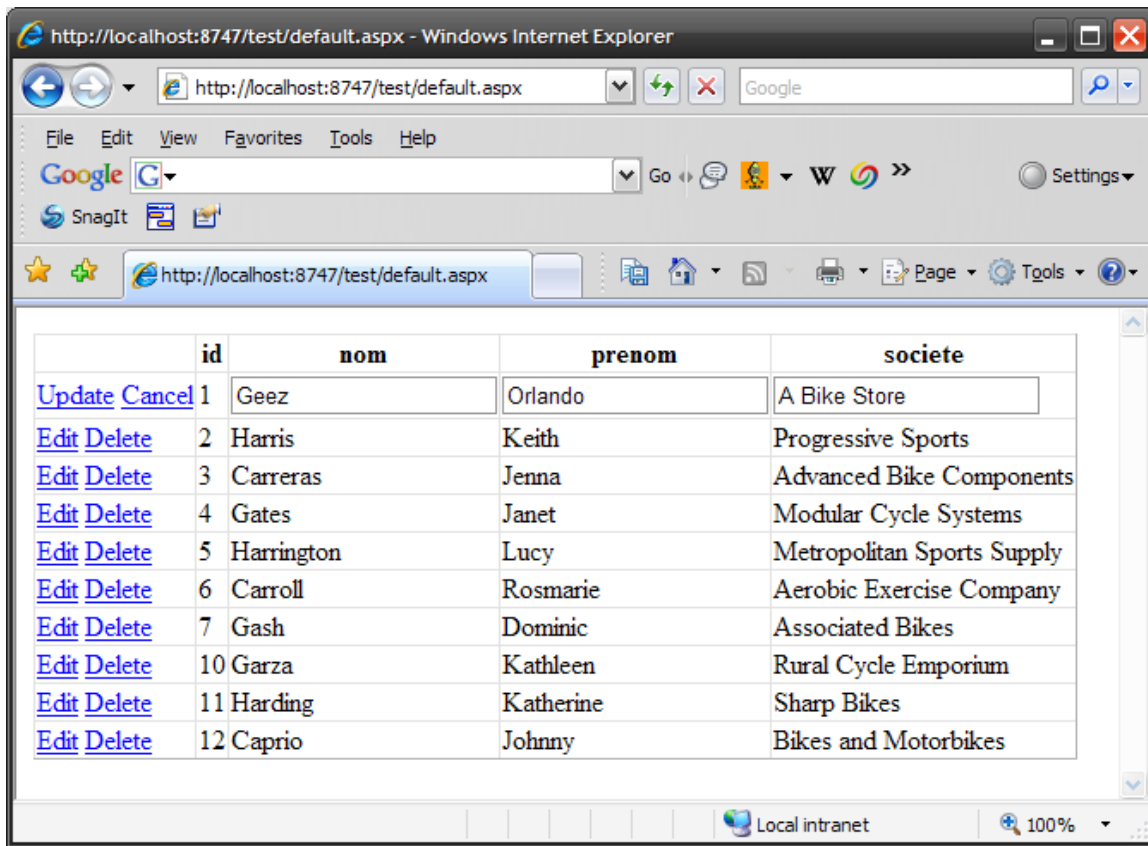 http://localhost:8747/test/default.aspx - Windows Internet Explorer
http://localhost:8747/test/default.aspx Google
File Edit View Favorites Tools Help
Google G Go W » Settings
SnagIt
http://localhost:8747/test/default.aspx Page Tools
id nom prenom societe
Update Cancel 1 Geez Orlando A Bike Store
Edit Delete 2 Harris Keith Progressive Sports
Edit Delete 3 Carreras Jenna Advanced Bike Components
Edit Delete 4 Gates Janet Modular Cycle Systems
Edit Delete 5 Harrington Lucy Metropolitan Sports Supply
Edit Delete 6 Carroll Rosmarie Aerobic Exercise Company
Edit Delete 7 Gash Dominic Associated Bikes
Edit Delete 10 Garza Kathleen Rural Cycle Emporium
Edit Delete 11 Harding Katherine Sharp Bikes
Edit Delete 12 Caprio Johnny Bikes and Motorbikes
Local intranet 100%